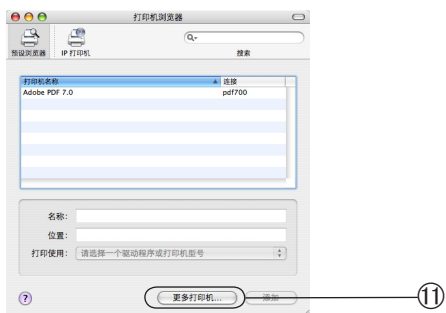 打印机浏览器
预设浏览器 IP 打印机 搜索
打印机名称 连接
Adobe PDF 7.0 pdf700
名称:
位置:
打印使用: 请选择一个驱动程序或打印机型号
? 更多打印机... 添加 ⑪